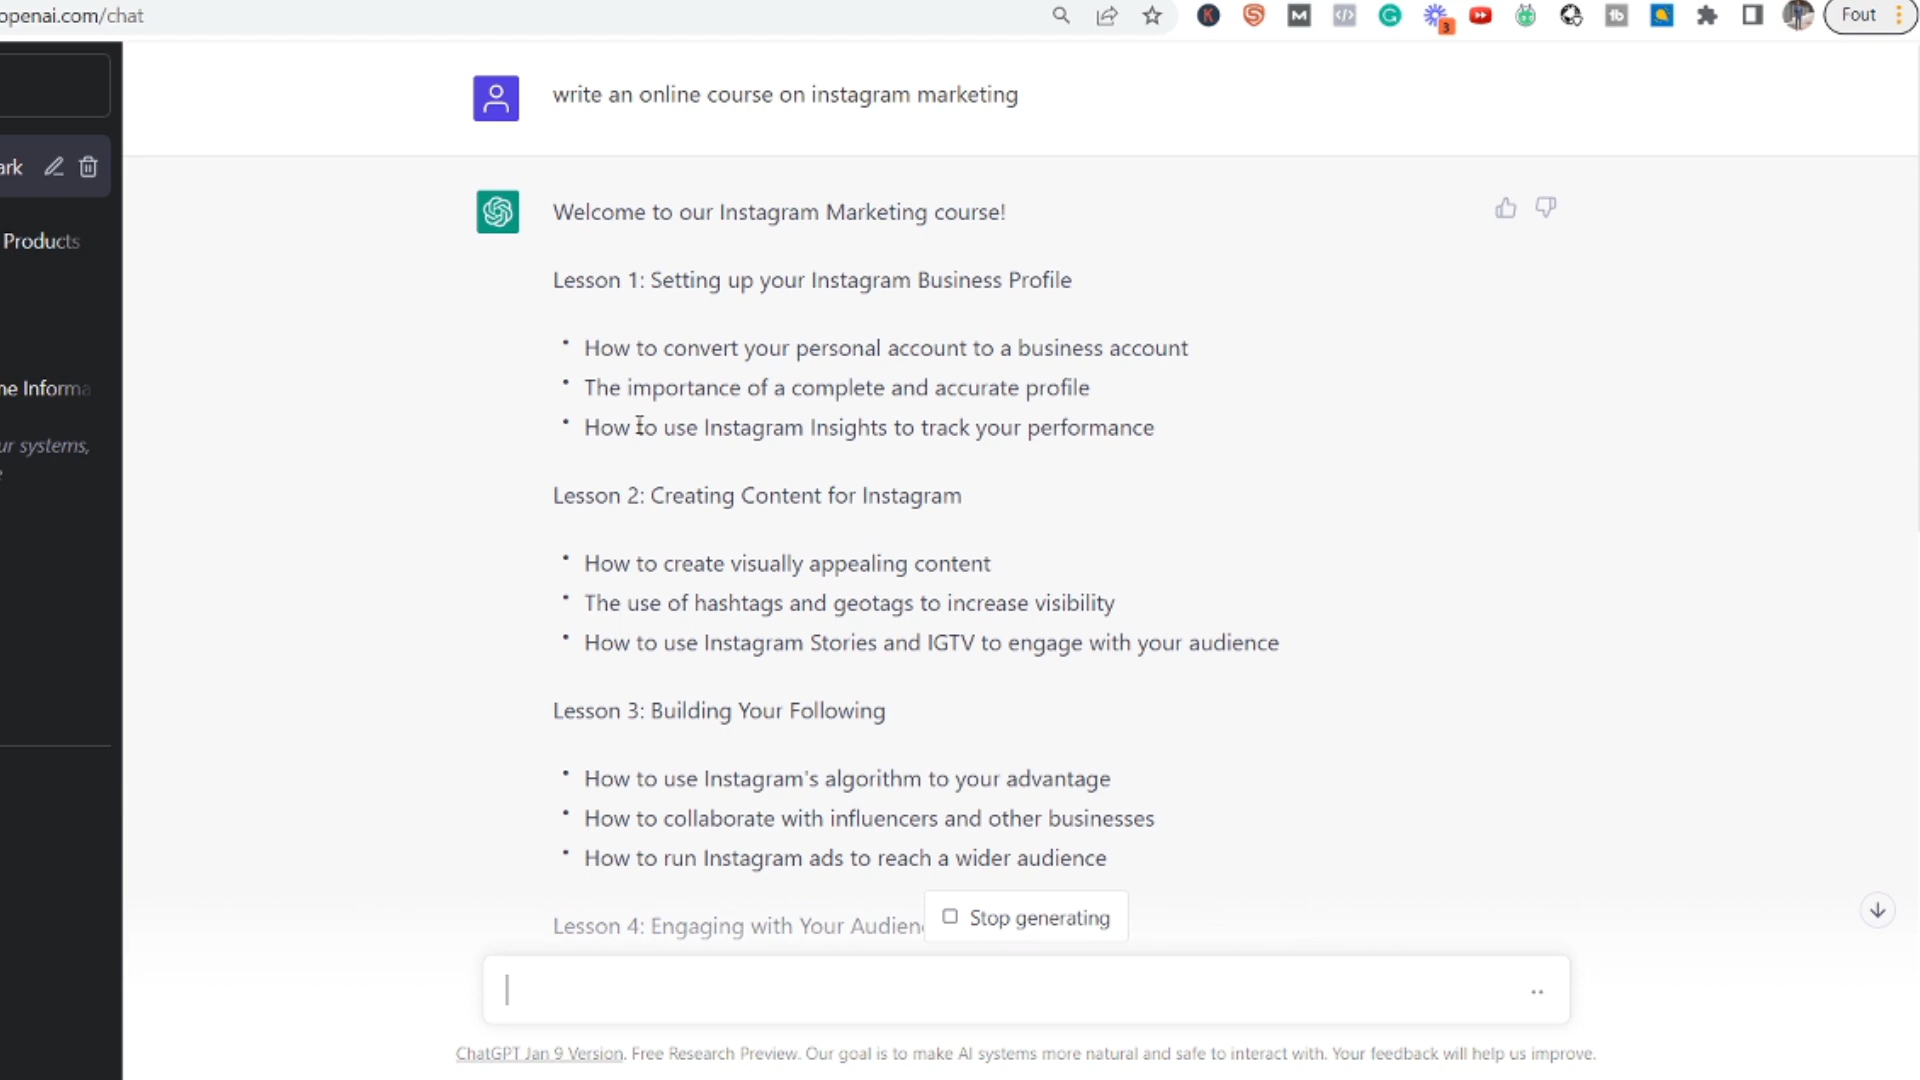 openai.com/chat
3
Fout
write an online course on instagram marketing
ark
Welcome to our Instagram Marketing course!
Products
Lesson 1: Setting up your Instagram Business Profile
How to convert your personal account to a business account
The importance of a complete and accurate profile
me Informa
How to use Instagram Insights to track your performance
ur systems,
e
Lesson 2: Creating Content for Instagram
How to create visually appealing content
The use of hashtags and geotags to increase visibility
How to use Instagram Stories and IGTV to engage with your audience
Lesson 3: Building Your Following
How to use Instagram's algorithm to your advantage
How to collaborate with influencers and other businesses
How to run Instagram ads to reach a wider audience
Lesson 4: Engaging with Your Audien
Stop generating
ChatGPT Jan 9 Version. Free Research Preview. Our goal is to make AI systems more natural and safe to interact with. Your feedback will help us improve.